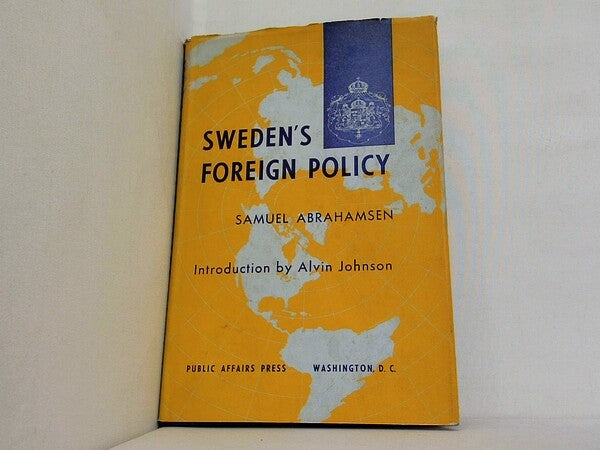 SWEDEN'S
FOREIGN POLICY
SAMUEL ABRAHAMSEN
Introduction by Alvin Johnson
PUBLIC AFFAIRS PRESS WASHINGTON, D. C.